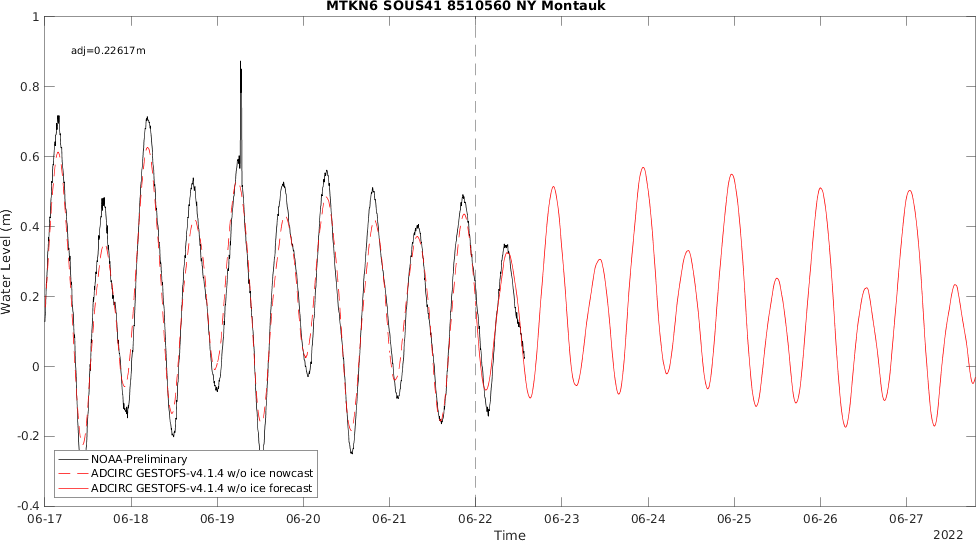 MTKN6 SOUS41 8510560 NY Montauk
adj=0.22617m
Water Level (m)
1
0.8
0.6
0.4
0.2
0
-0.2
-0.4
NOAA-Preliminary
ADCIRC GESTOFS-v4.1.4 w/o ice nowcast
ADCIRC GESTOFS-v4.1.4 w/o ice forecast
06-17 06-18 06-19 06-20 06-21 06-22 06-23 06-24 06-25 06-26 06-27
Time
2022